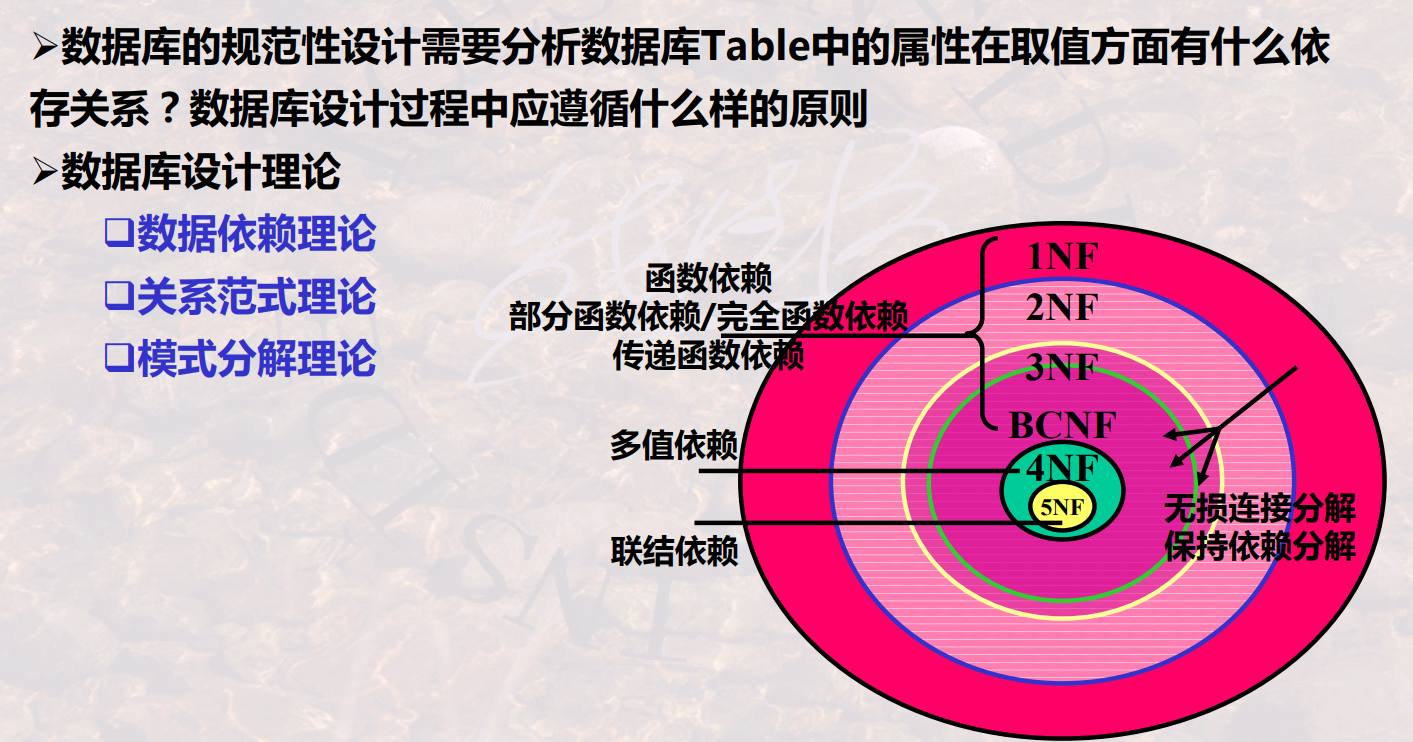 ➢数据库的规范性设计需要分析数据库Table中的属性在取值方面有什么依
存关系？数据库设计过程中应遵循什么样的原则
➢数据库设计理论
❑数据依赖理论
❑关系范式理论
❑模式分解理论
函数依赖
部分函数依赖/完全函数依赖
传递函数依赖
多值依赖
联结依赖
1NF
2NF
3NF
BCNF
4NF
5NF
无损连接分解
保持依赖分解